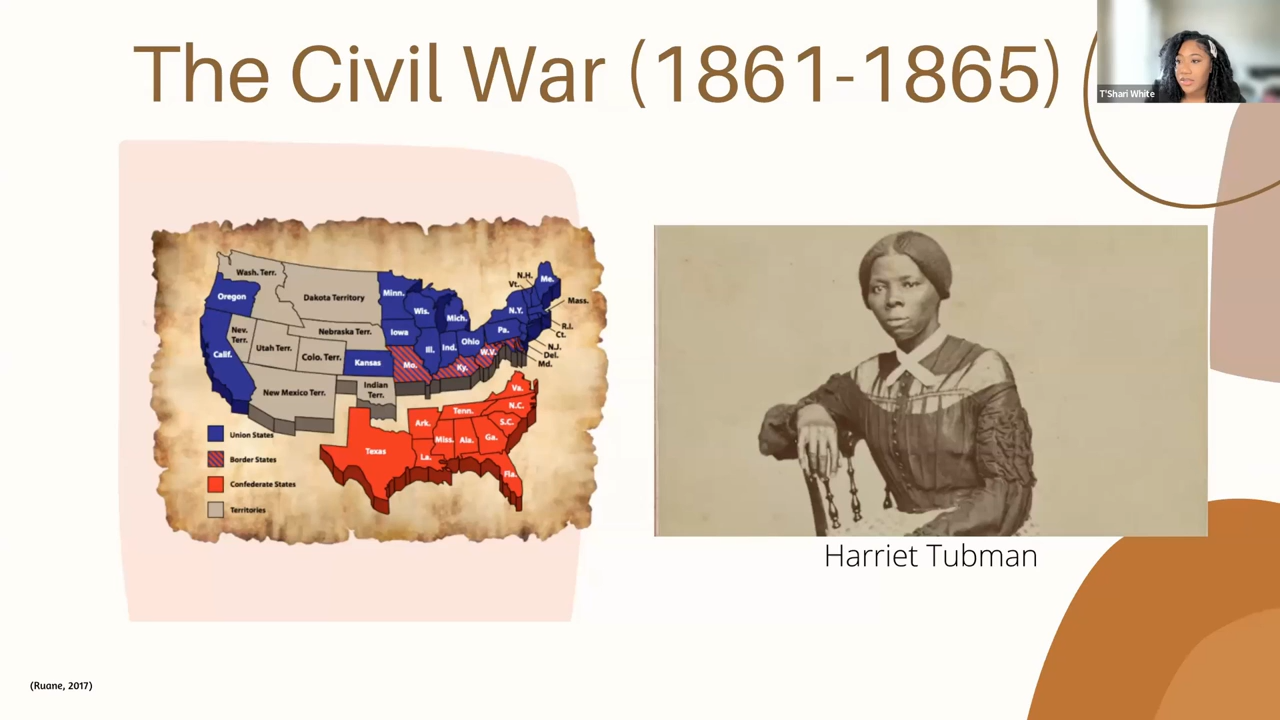 The Civil War (1861-1865)
T'Shari White
Wash. Terr.
Oregon
Dakota Territory
Minn.
N.H.
Vt.
Me.
Mass.
Wis.
Mich.
N.Y.
R.I.
Ct.
Nev.
Terr.
Nebraska Terr.
Iowa
Pa.
N.J.
Del.
Md.
Calif.
Utah Terr.
Colo. Terr.
Kansas
Mo.
Ill.
Ind.
Ohio
W.V.
Ky.
New Mexico Terr.
Indian
Terr.
Va.
N.C.
Tenn.
Ark.
S.C.
Texas
Miss.
Ala.
Ga.
La.
Fla.
Union States
Border States
Confederate States
Territories
Harriet Tubman
(Ruane, 2017)